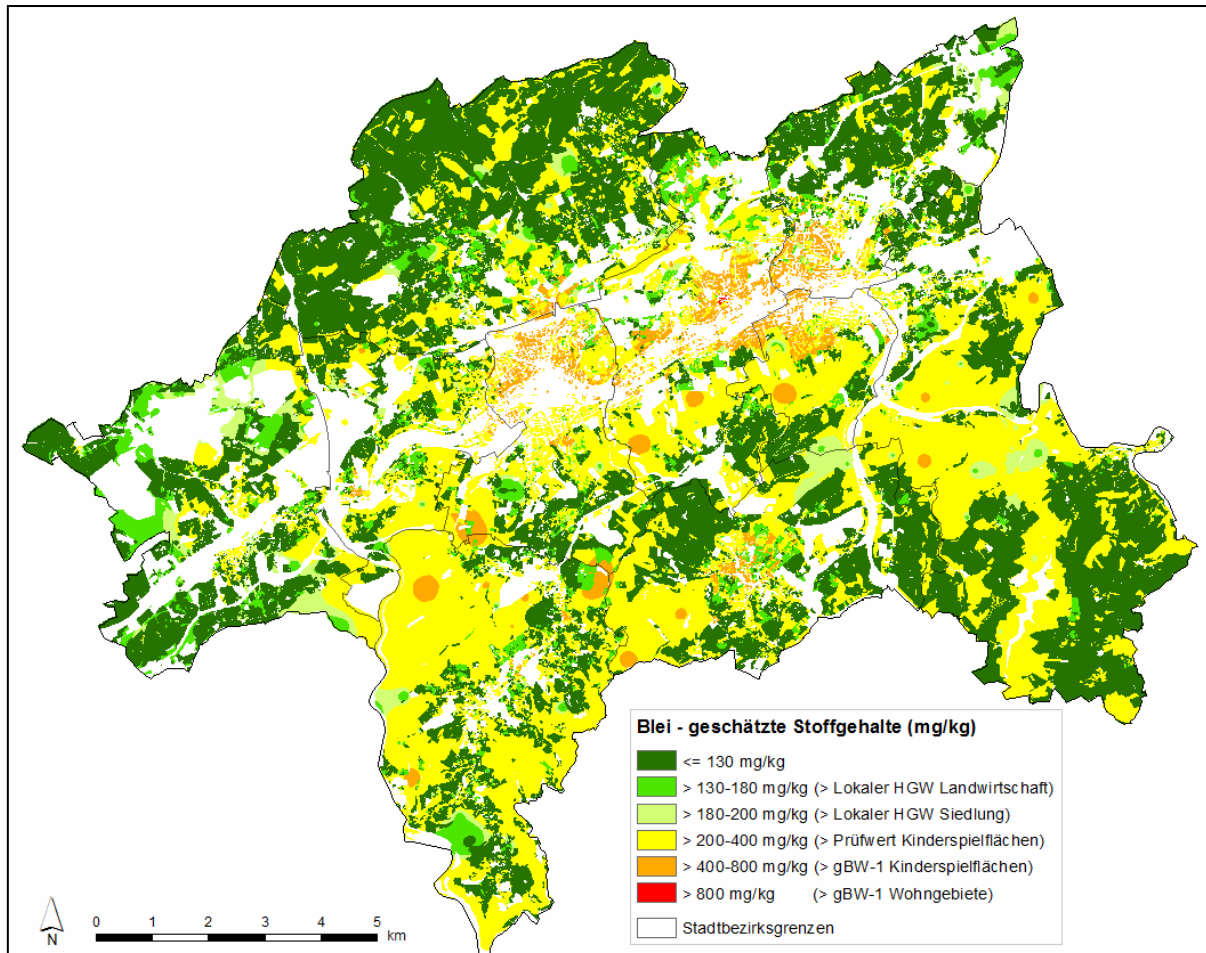 Blei - geschätzte Stoffgehalte (mg/kg)
<= 130 mg/kg
> 130-180 mg/kg (> Lokaler HGW Landwirtschaft)
> 180-200 mg/kg (> Lokaler HGW Siedlung)
> 200-400 mg/kg (> Prüfwert Kinderspielflächen)
> 400-800 mg/kg (> gBW-1 Kinderspielflächen)
> 800 mg/kg (> gBW-1 Wohngebiete)
Stadtbezirksgrenzen
N
0 1 2 3 4 5
km